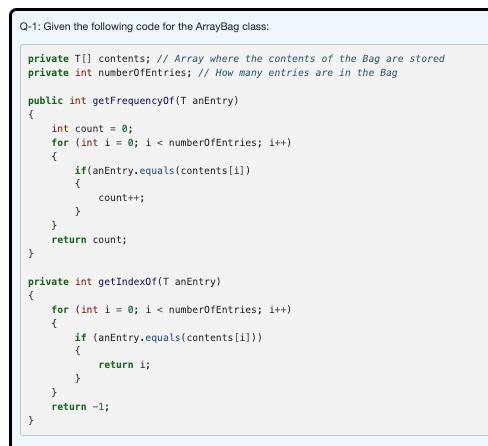 Q-1: Given the following code for the ArrayBag class:
private T[] contents; // Array where the contents of the Bag are stored
private int numberOfEntries; // How many entries are in the Bag
public int getFrequencyOf(T anEntry)
{
int count = 0;
for (int i = 0; i < numberOfEntries; i++)
{
if(anEntry.equals(contents[i])
{
count++;
}
}
return count;
}
private int getIndexOf(T anEntry)
{
for (int i = 0; i < numberOfEntries; i++)
{
if (anEntry.equals(contents[i]))
{
return i;
}
}
return -1;
}